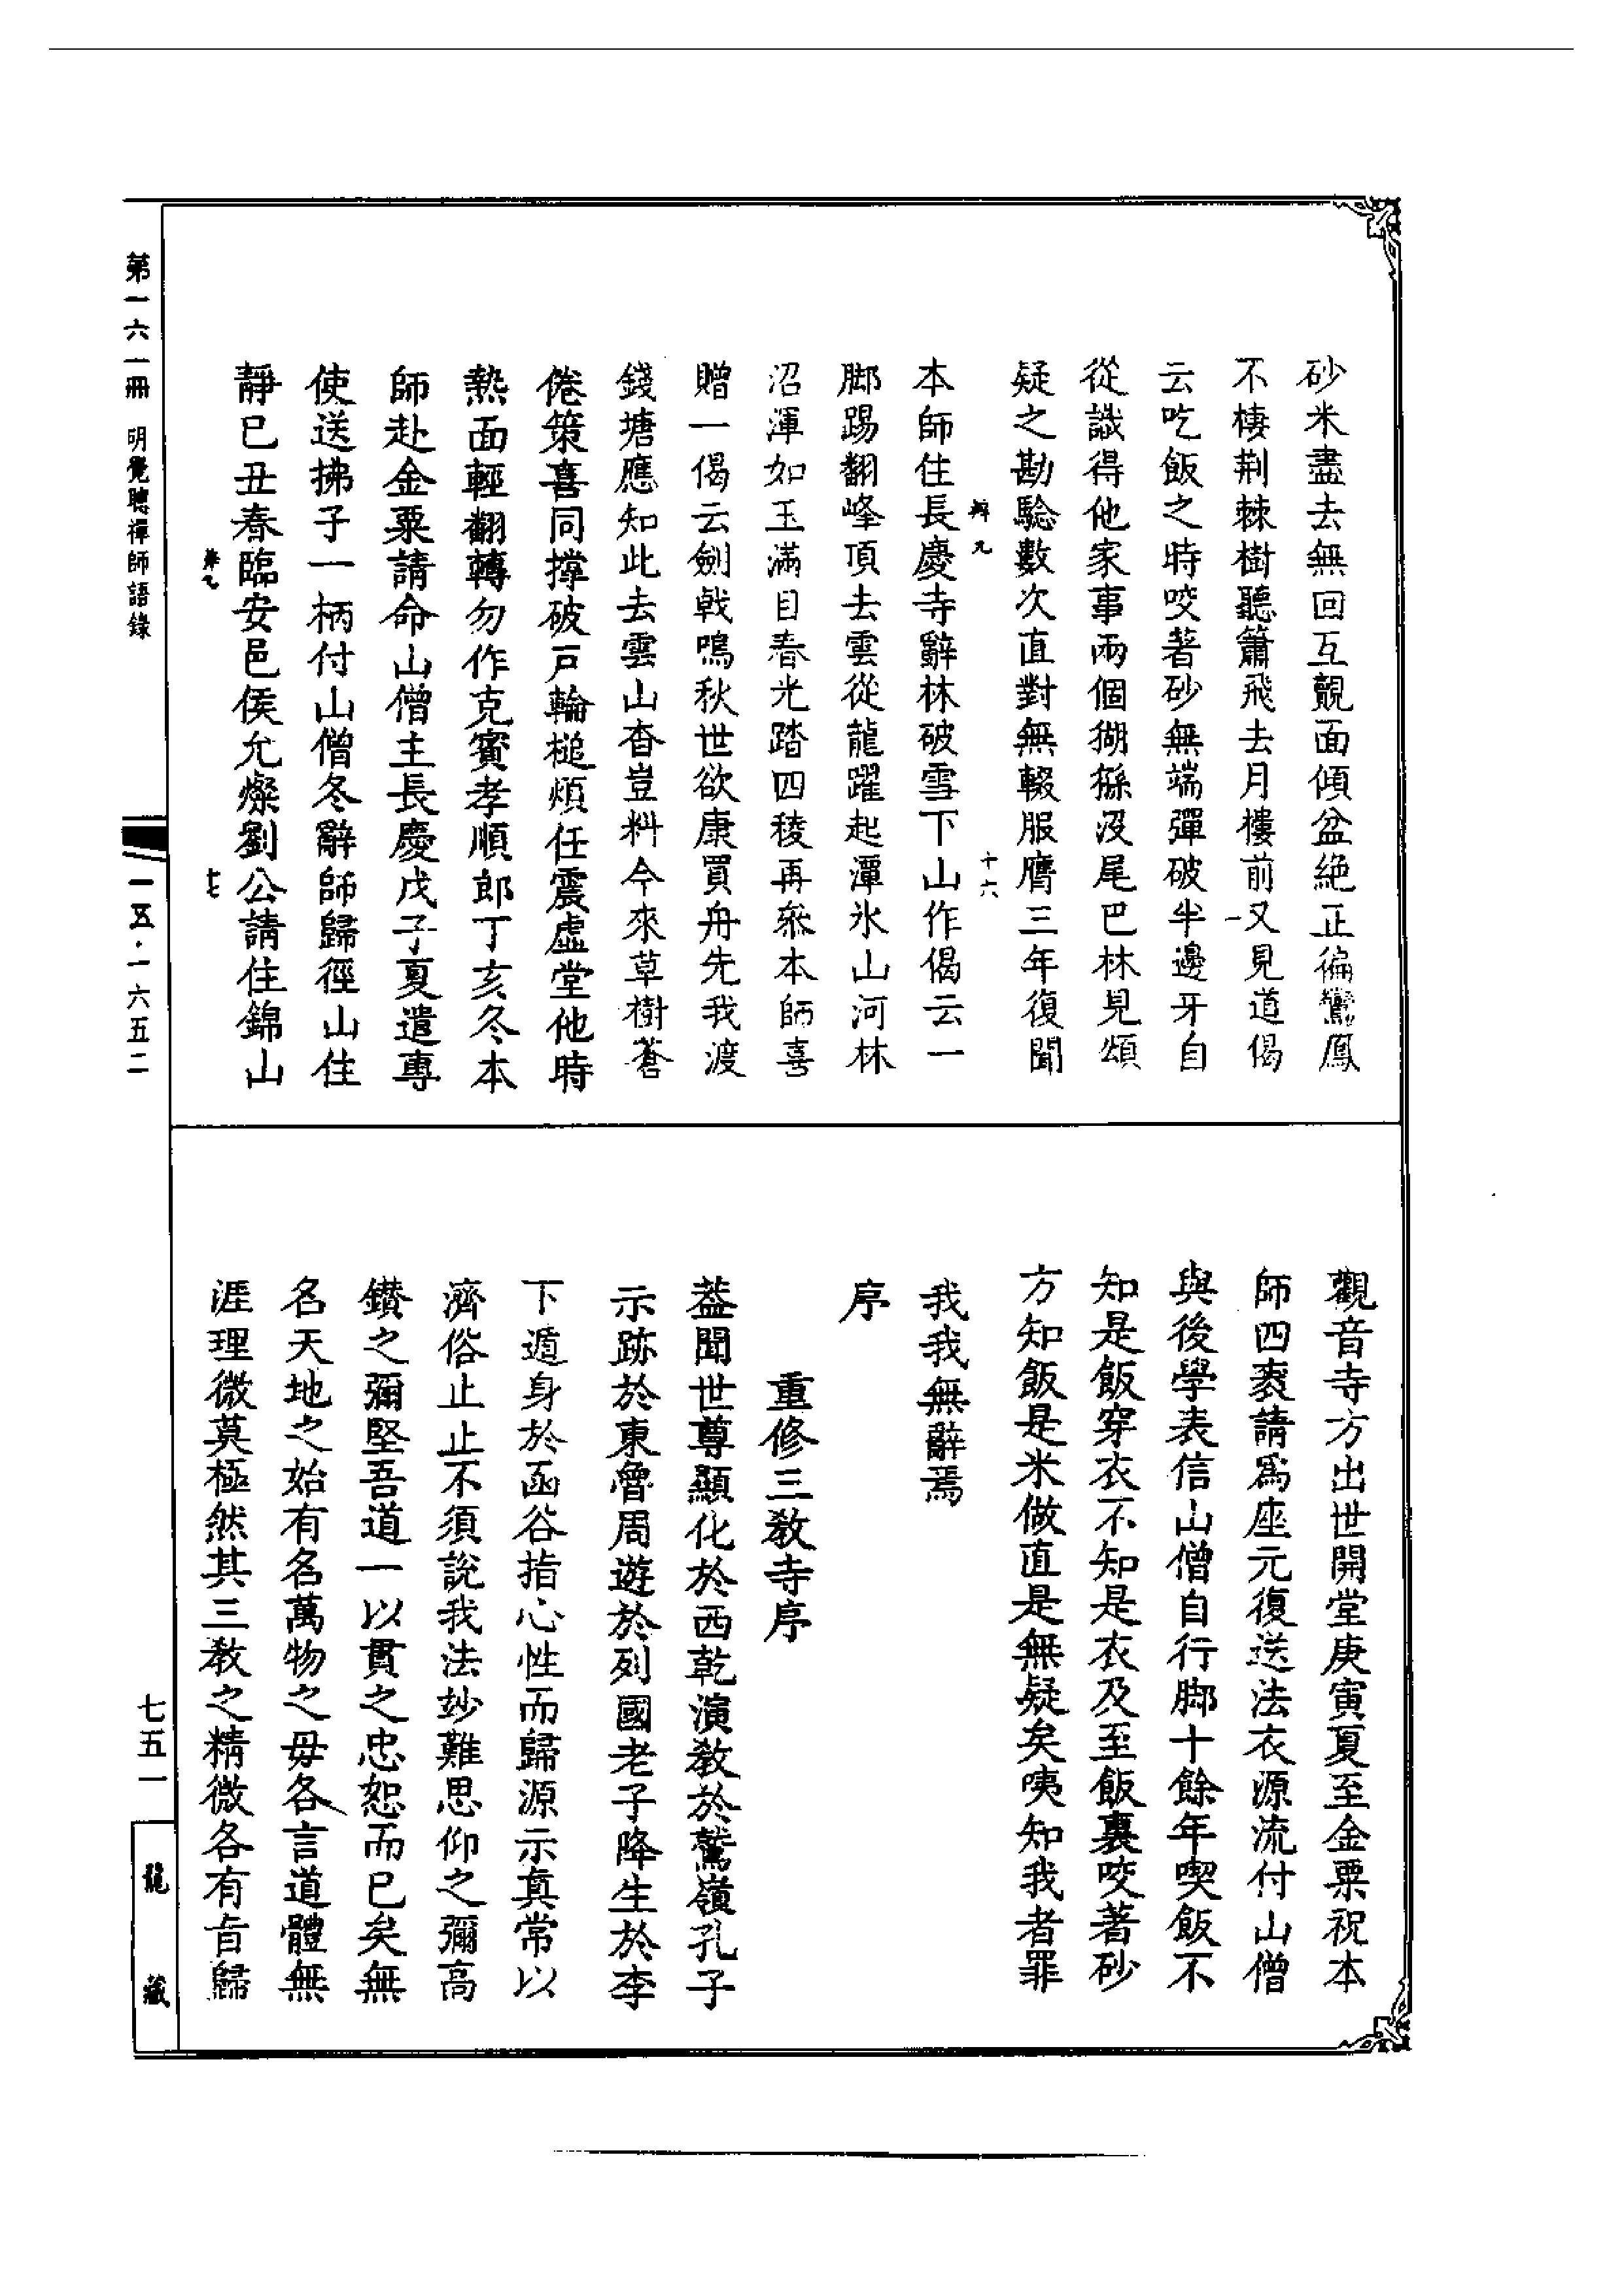 砂米盡去無回互覿面傾盆絶正徧鸞鳳
不棲荆棘樹聽簫飛去月樓前又見道偈
云吃飯之時咬著砂無端彈破半邊牙自
從識得他家事兩個猢猻沒尾巴林見頌
疑之勘驗數次直對無輟服膺三年復聞
本師住長慶寺辭林破雪下山作偈云一
脚踢翻峰頂去雲從龍躍起潭氷山河林
沼渾如玉滿目春光踏四稜再叅本師喜
贈一偈云劍戟鳴秋世欲康買舟先我渡
錢塘應知此去雲山杳豈料今來草樹蒼
倦策喜同撑破戸輪槌煩任震虛堂他時
熱面輕翻轉勿作克賓孝順郎丁亥冬本
師赴金粟請命山僧主長慶戊子夏遣專
使送拂子一柄付山僧冬辭師歸徑山住
靜已丑春臨安邑侯允燦劉公請住錦山
十六
十七
觀音寺方出世開堂庚寅夏至金粟祝本
師四袠請爲座元復送法衣源流付山僧
與後學表信山僧自行脚十餘年喫飯不
知是飯穿衣不知是衣及至飯裏咬著砂
方知飯是米做直是無疑矣咦知我者罪
我我無辭焉
序
重修三敎寺序
葢聞世尊顯化於西乾演敎於鷲嶺孔子
示跡於東魯周遊於列國老子降生於李
下遁身於函谷指心性而歸源示眞常以
濟俗止止不須說我法妙難思仰之彌高
鑚之彌堅吾道一以貫之忠恕而已矣無
名天地之始有名萬物之毋各言道體無
涯理微莫極然其三教之精微各有㫖歸
第一六一冊 明覺聰禪師語錄
一五·一六五二
七五一
龍藏